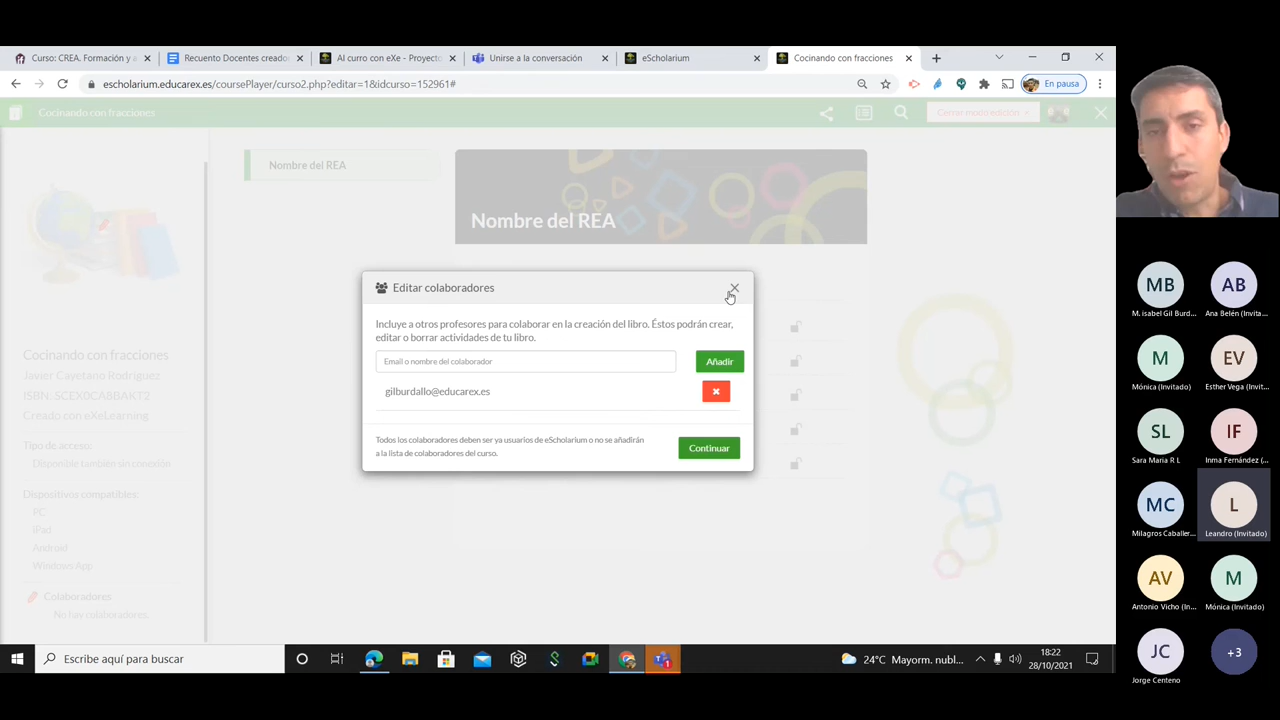 Curso: CREA. Formación y a
Recuento Docentes creado
Al curro con eXe - Proyecto
Unirse a la conversación
eScholarium
Cocinando con fracciones
escholarium.educarex.es/coursePlayer/curso2.php?editar=1&idcurso=152961#
En pausa
Cocinando con fracciones
Cerrar modo edición
Nombre del REA
Nombre del REA
Editar colaboradores
Incluye a otros profesores para colaborar en la creación del libro. Éstos podrán crear,
editar o borrar actividades de tu libro.
Email o nombre del colaborador
Añadir
gilburdallo@educarex.es
Todos los colaboradores deben ser ya usuarios de eScholarium o no se añadirán
a la lista de colaboradores del curso.
Continuar
Cocinando con fracciones
Javier Cayetano Rodríguez
ISBN: 5CEX0CA8BAKT2
Creado con eXeLearning
Tipo de acceso:
Disponible también sin conexión
Dispositivos compatibles:
PC
iPad
Android
Windows App
Colaboradores
No hay colaboradores.
MB
M. isabel Gil Burd...
AB
Ana Belén (Invita...
M
Mónica (Invitado)
EV
Esther Vega (Invit...
SL
Sara Maria R L
IF
Inma Fernández (...
MC
Milagros Caballer...
L
Leandro (Invitado)
AV
Antonio Vicho (In...
M
Mónica (Invitado)
JC
Jorge Centeno
+3
Escribe aquí para buscar
24°C Mayorm. nubl...
18:22
28/10/2021